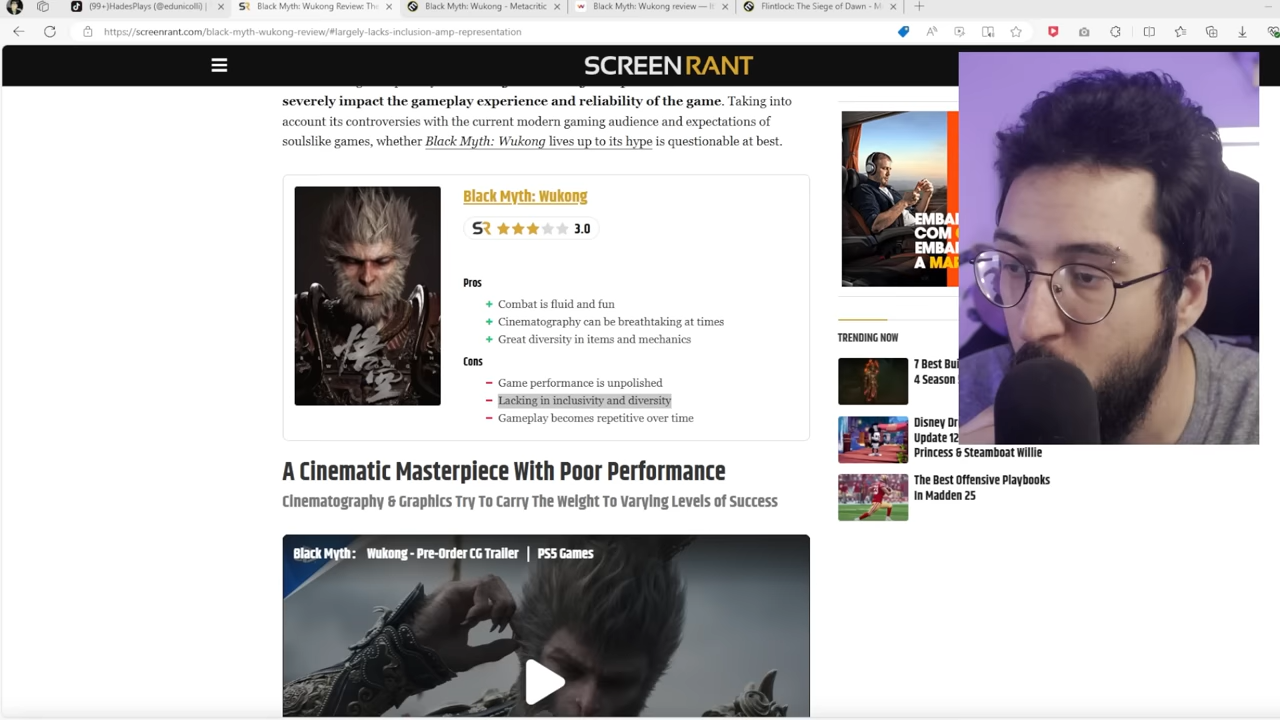 (99+)HadesPlays (@edunicolli) |
Black Myth: Wukong Review: The
Black Myth: Wukong - Metacritic
Black Myth: Wukong review —
Flintlock: The Siege of Dawn - M
https://screenrant.com/black-myth-wukong-review/#largely-lacks-inclusion-amp-representation
SCREENRANT
severely impact the gameplay experience and reliability of the game. Taking into
account its controversies with the current modern gaming audience and expectations of
soulslike games, whether Black Myth: Wukong lives up to its hype is questionable at best.
Black Myth: Wukong
SR 3.0
Pros
+ Combat is fluid and fun
+ Cinematography can be breathtaking at times
+ Great diversity in items and mechanics
Cons
− Game performance is unpolished
− Lacking in inclusivity and diversity
− Gameplay becomes repetitive over time
悟空
A Cinematic Masterpiece With Poor Performance
Cinematography & Graphics Try To Carry The Weight To Varying Levels of Success
Black Myth: Wukong - Pre-Order CG Trailer | PS5 Games
EMBA
COM
EMBA
A MA
TRENDING NOW
7 Best Bui
4 Season
Disney Dr
Update 12
Princess & Steamboat Willie
The Best Offensive Playbooks
In Madden 25